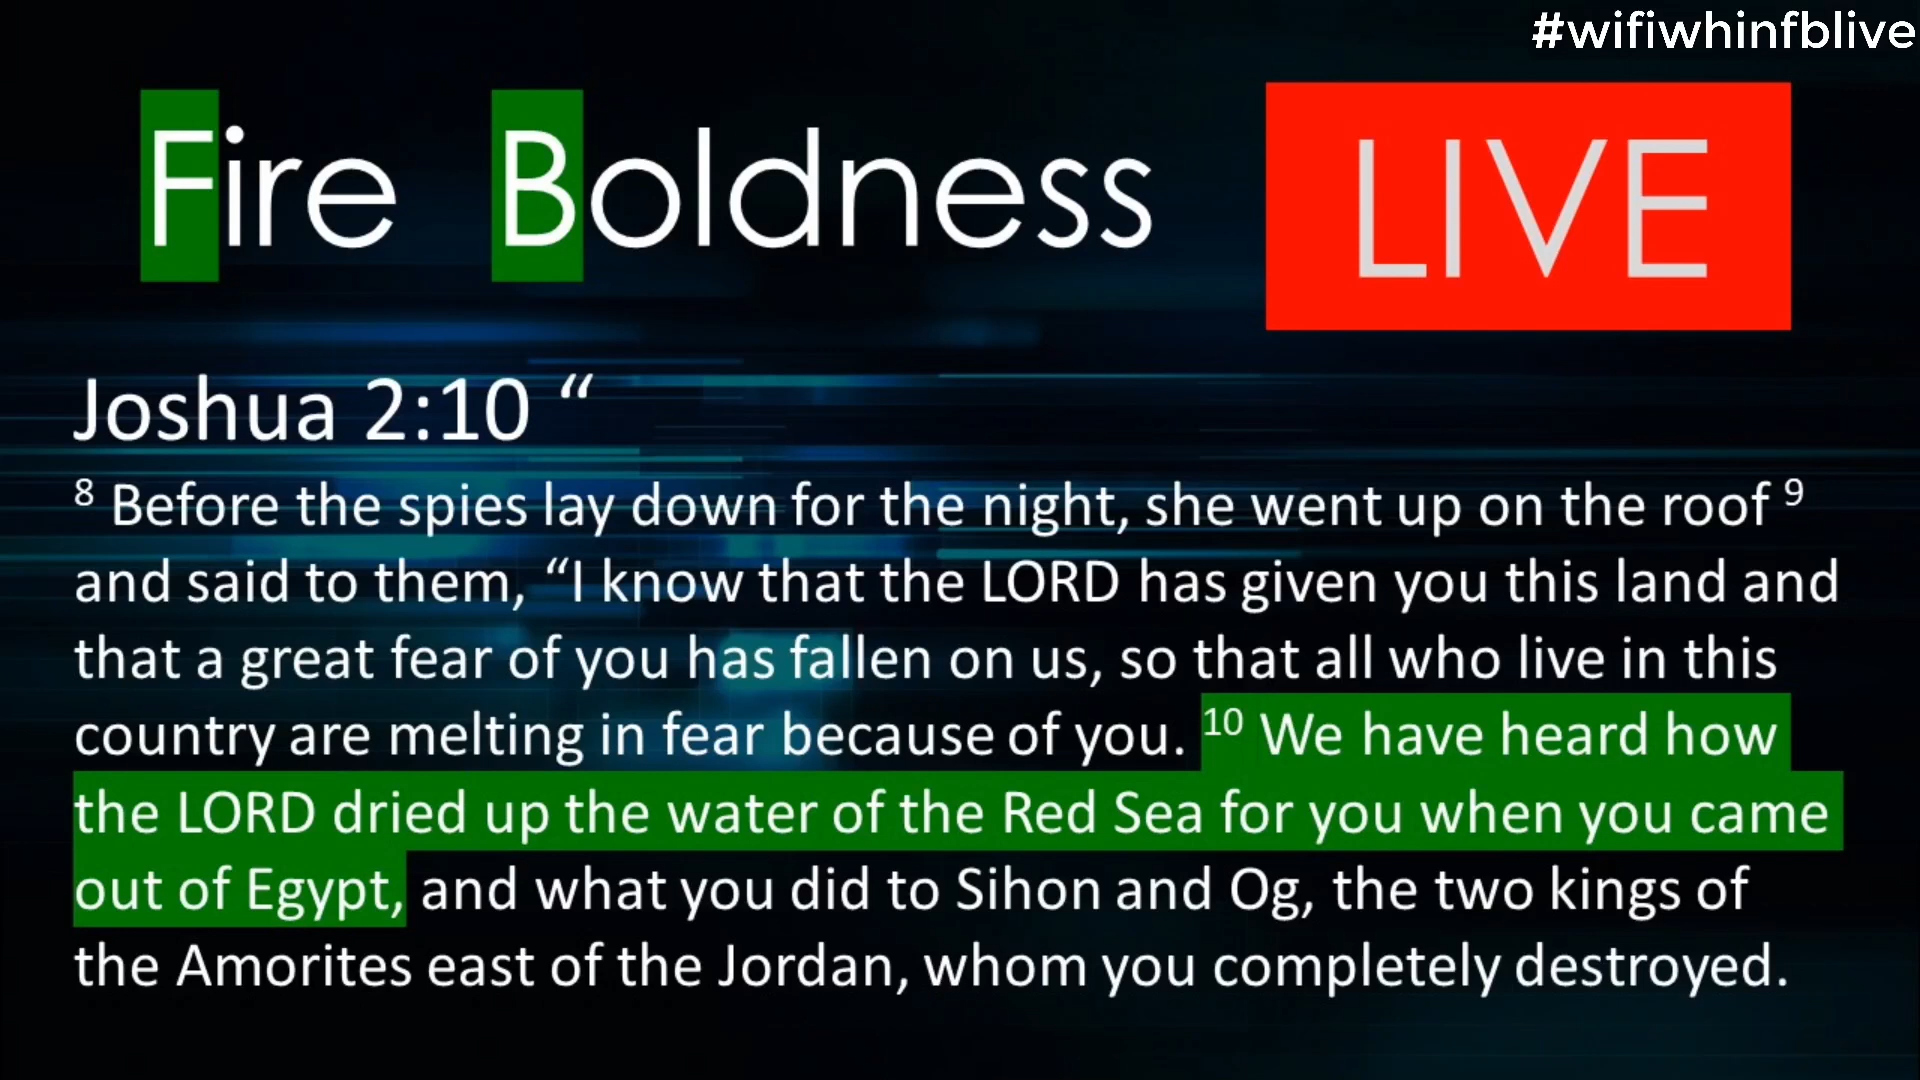 #wifiwhinfblive
Fire Boldness LIVE
Joshua 2:10 “
8 Before the spies lay down for the night, she went up on the roof 9
and said to them, “I know that the LORD has given you this land and
that a great fear of you has fallen on us, so that all who live in this
country are melting in fear because of you. 10 We have heard how
the LORD dried up the water of the Red Sea for you when you came
out of Egypt, and what you did to Sihon and Og, the two kings of
the Amorites east of the Jordan, whom you completely destroyed.